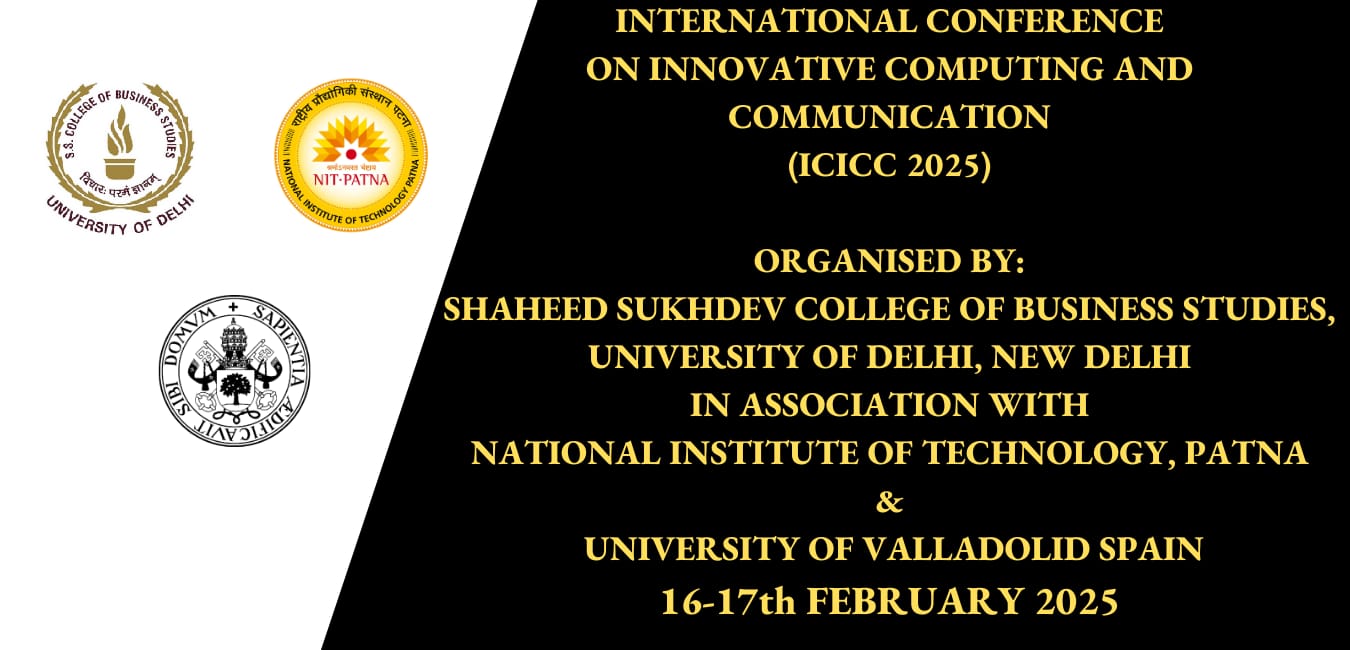 S.S. COLLEGE OF BUSINESS STUDIES
विचारः परमं ज्ञानम्
UNIVERSITY OF DELHI
राष्ट्रीय प्रौद्योगिकी संस्थान पटना
NIT-PATNA
NATIONAL INSTITUTE OF TECHNOLOGY PATNA
SAPIENTIA ÆDIFICAVIT SIBI DOMVM
INTERNATIONAL CONFERENCE
ON INNOVATIVE COMPUTING AND
COMMUNICATION
(ICICC 2025)
ORGANISED BY:
SHAHEED SUKHDEV COLLEGE OF BUSINESS STUDIES,
UNIVERSITY OF DELHI, NEW DELHI
IN ASSOCIATION WITH
NATIONAL INSTITUTE OF TECHNOLOGY, PATNA
&
UNIVERSITY OF VALLADOLID SPAIN
16-17th FEBRUARY 2025